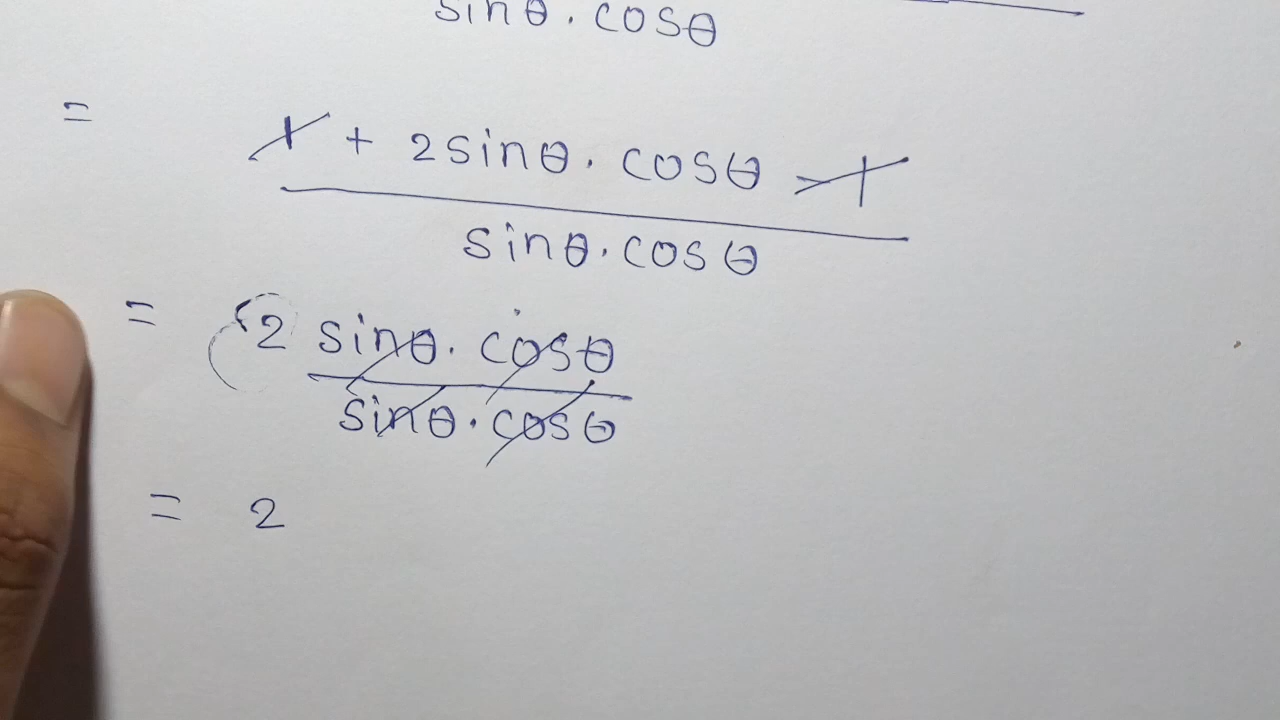 sinθ . cosθ
= 1 + 2sinθ . cosθ - 1
sinθ . cosθ
= 2 sinθ . cosθ
sinθ . cosθ
= 2